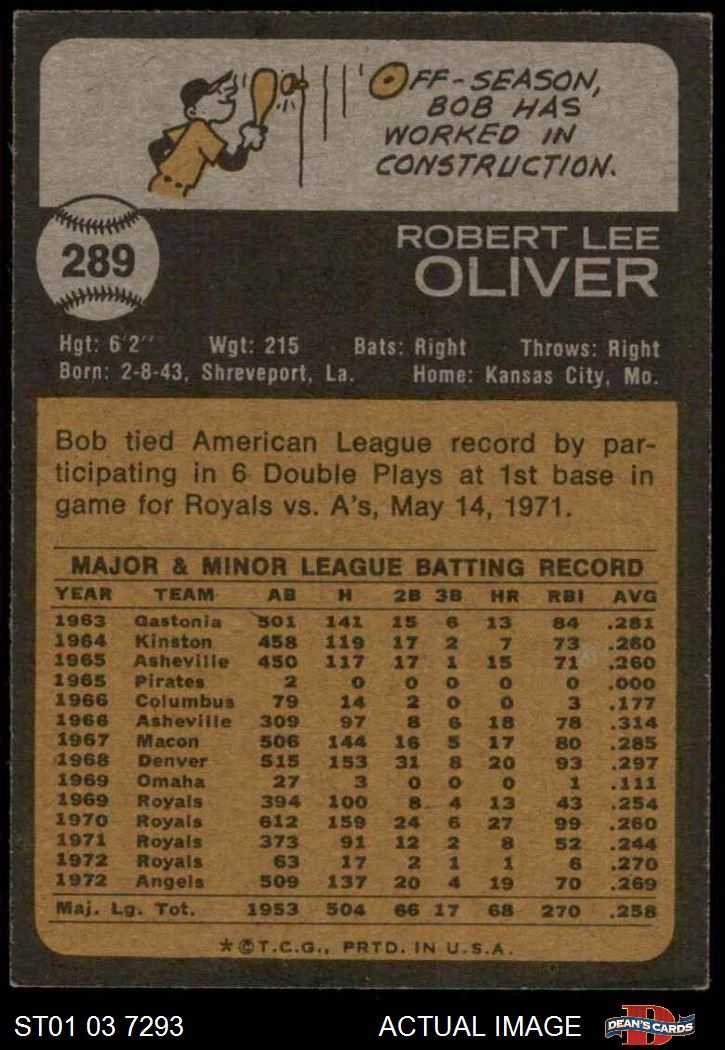 OFF-SEASON,
BOB HAS
WORKED IN
CONSTRUCTION.
289
ROBERT LEE
OLIVER
Hgt: 6'2" Wgt: 215 Bats: Right Throws: Right
Born: 2-8-43, Shreveport, La. Home: Kansas City, Mo.
Bob tied American League record by par-
ticipating in 6 Double Plays at 1st base in
game for Royals vs. A's, May 14, 1971.
MAJOR & MINOR LEAGUE BATTING RECORD
YEAR TEAM AB H 2B 3B HR RBI AVG
1963 Gastonia 501 141 15 6 13 84 .281
1964 Kinston 458 119 17 2 7 73 .260
1965 Asheville 450 117 17 1 15 71 .260
1965 Pirates 2 0 0 0 0 0 .000
1966 Columbus 79 14 2 0 0 3 .177
1966 Asheville 309 97 8 6 18 78 .314
1967 Macon 506 144 16 5 17 80 .285
1968 Denver 515 153 31 8 20 93 .297
1969 Omaha 27 3 0 0 0 1 .111
1969 Royals 394 100 8 4 13 43 .254
1970 Royals 612 159 24 6 27 99 .260
1971 Royals 373 91 12 2 8 52 .244
1972 Royals 63 17 2 1 1 6 .270
1972 Angels 509 137 20 4 19 70 .269
Maj. Lg. Tot. 1953 504 66 17 68 270 .258
*©T.C.G., PRTD. IN U.S.A.
ST01 03 7293 ACTUAL IMAGE D DEAN'S CARDS